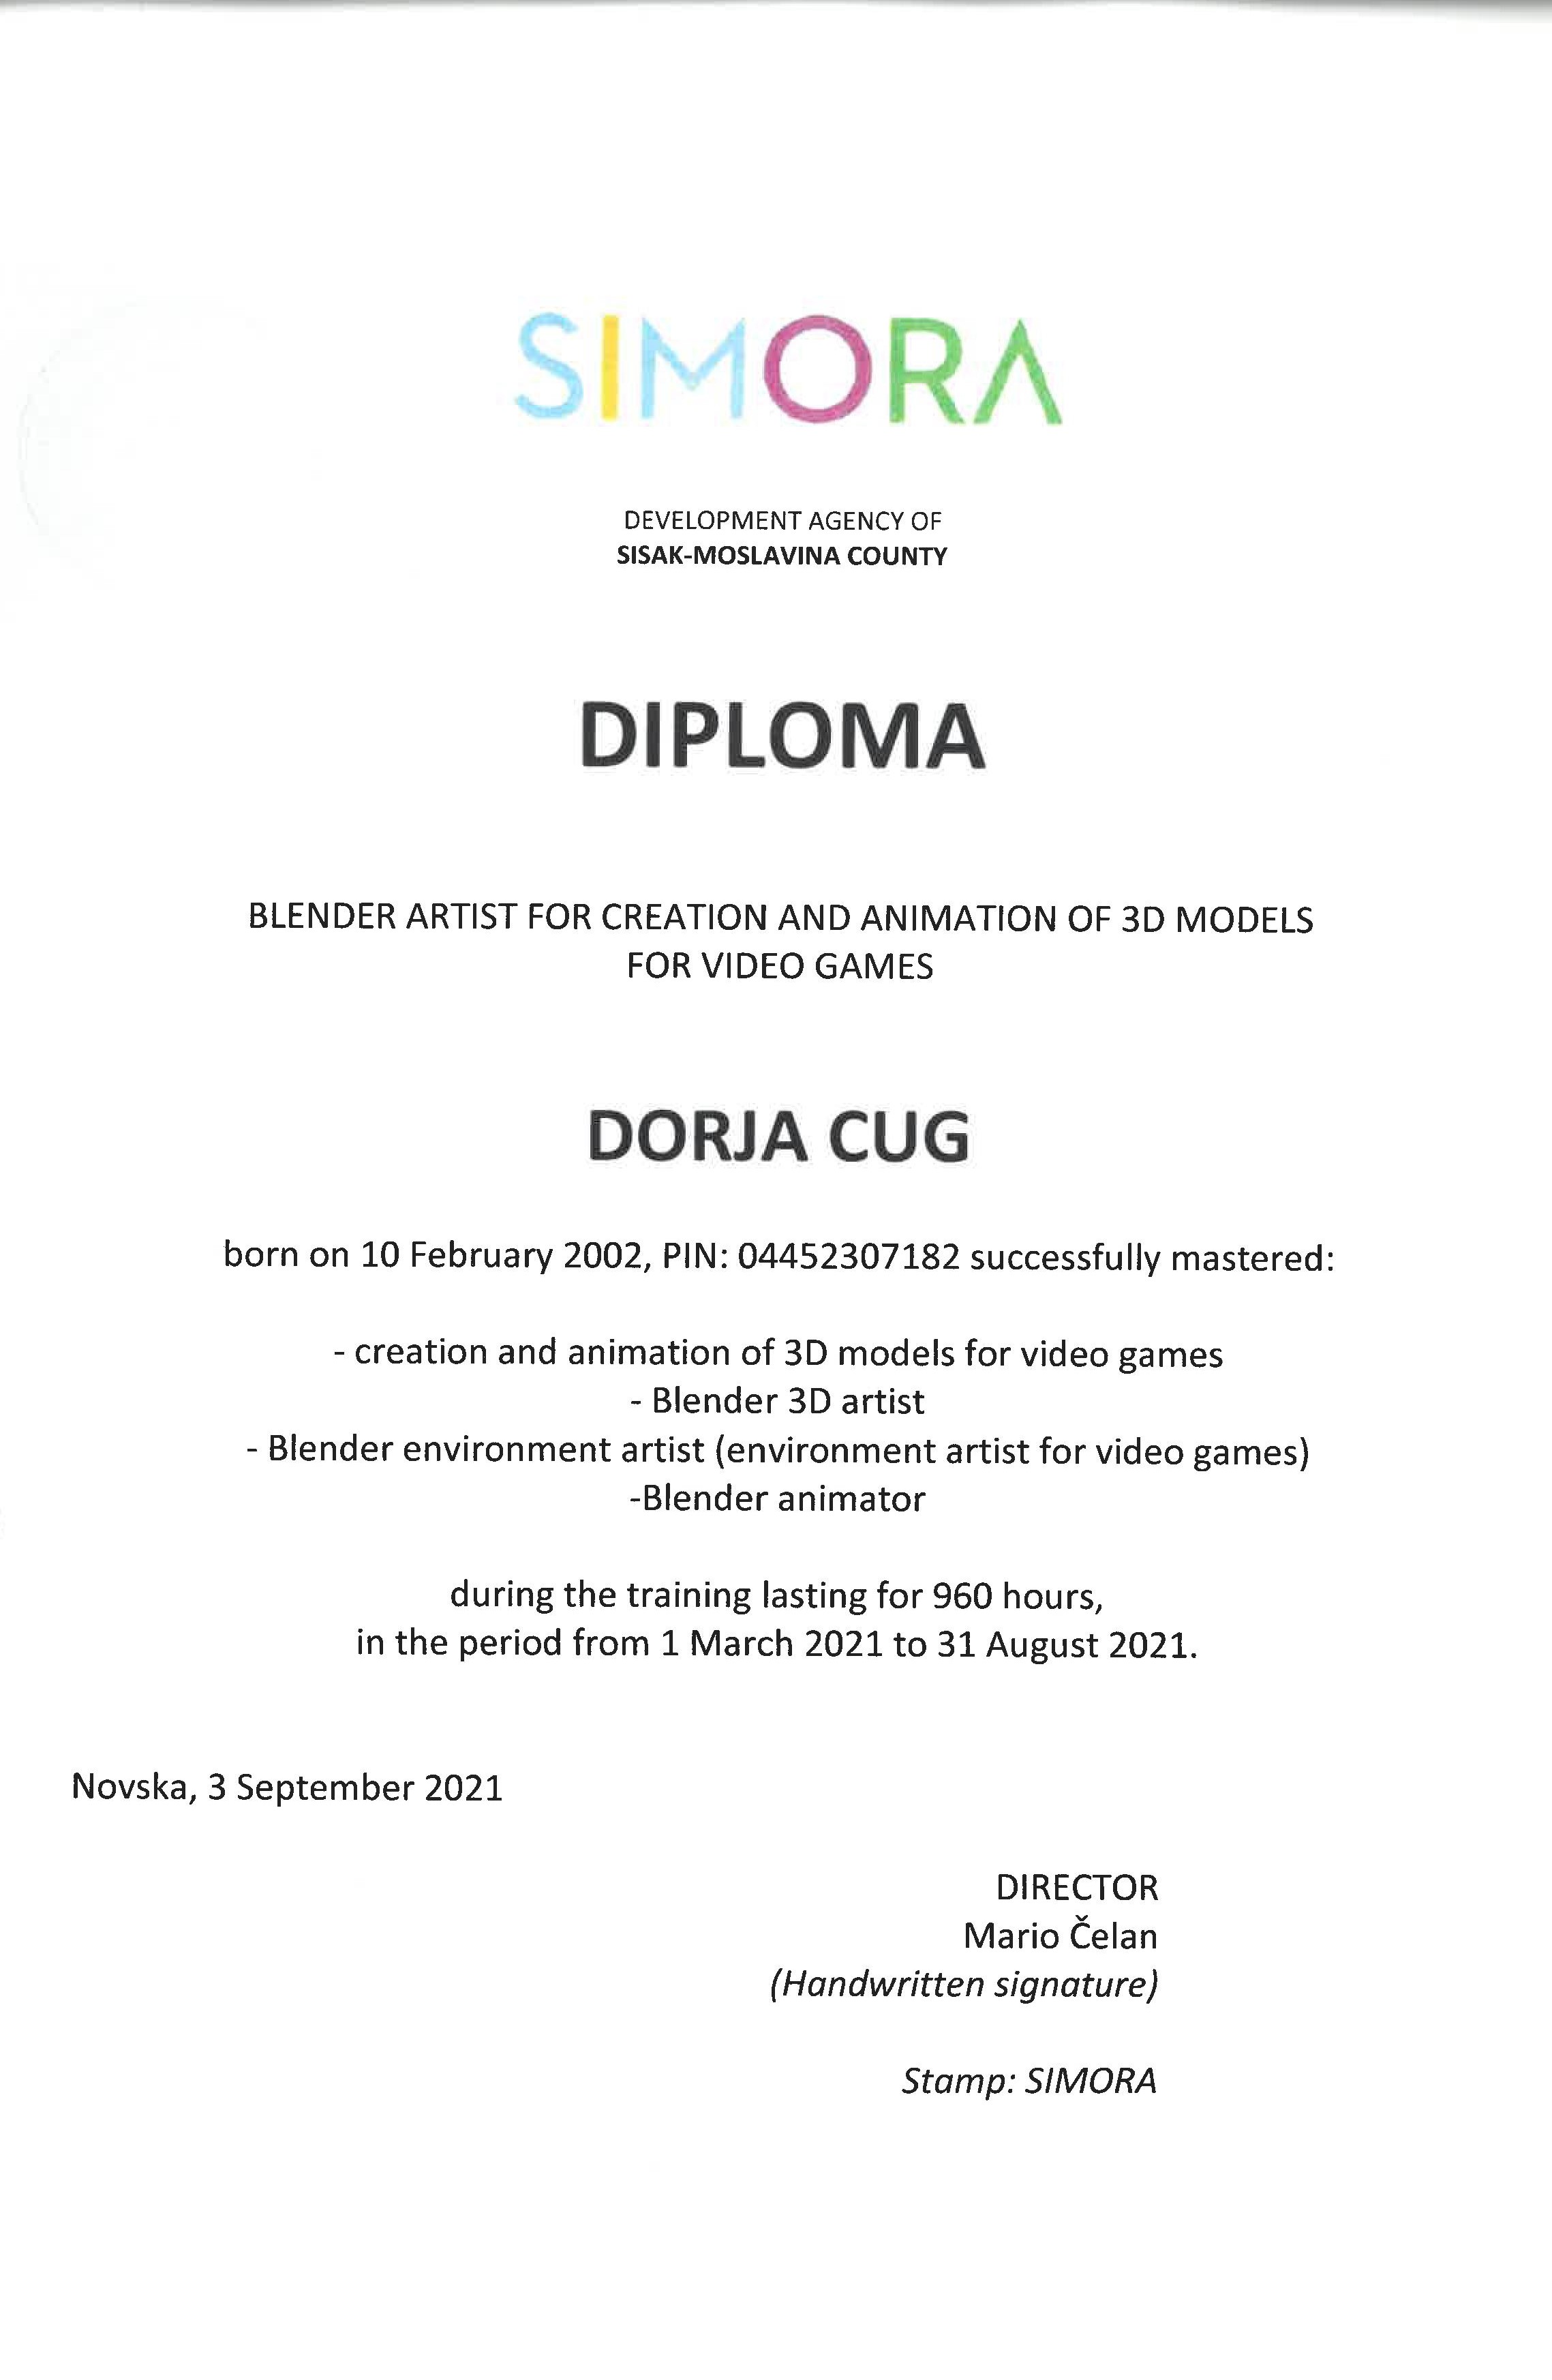 SIMORA
DEVELOPMENT AGENCY OF
SISAK-MOSLAVINA COUNTY
DIPLOMA
BLENDER ARTIST FOR CREATION AND ANIMATION OF 3D MODELS
FOR VIDEO GAMES
DORJA CUG
born on 10 February 2002, PIN: 04452307182 successfully mastered:
- creation and animation of 3D models for video games
- Blender 3D artist
- Blender environment artist (environment artist for video games)
-Blender animator
during the training lasting for 960 hours,
in the period from 1 March 2021 to 31 August 2021.
Novska, 3 September 2021
DIRECTOR
Mario Čelan
(Handwritten signature)
Stamp: SIMORA